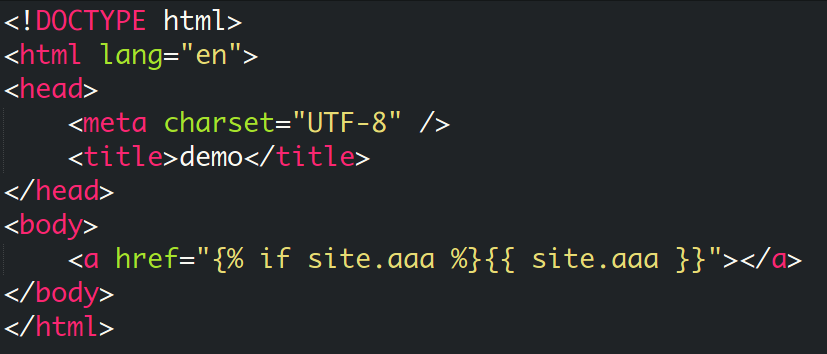 <!DOCTYPE html>
<html lang="en">
<head>
    <meta charset="UTF-8" />
    <title>demo</title>
</head>
<body>
    <a href="{% if site.aaa %}{{ site.aaa }}"></a>
</body>
</html>